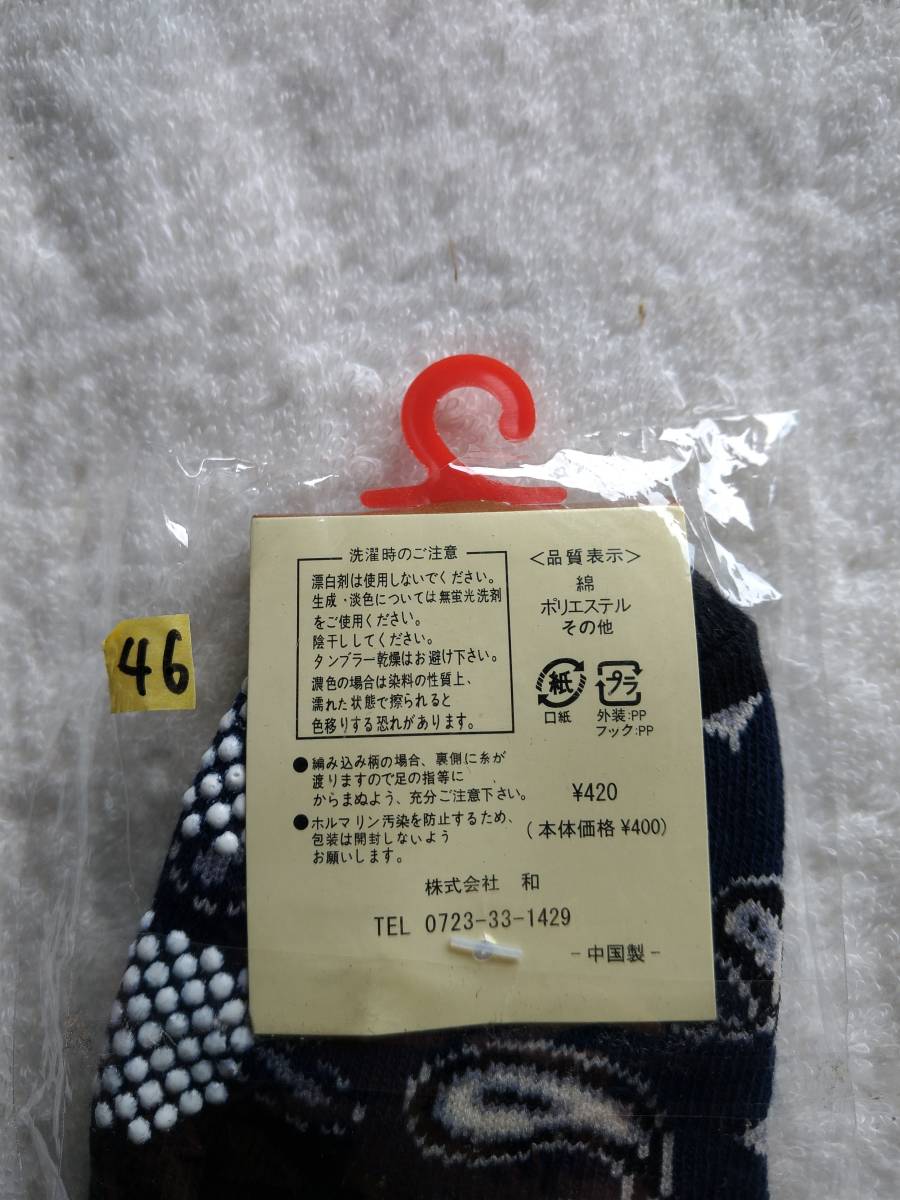 洗濯時のご注意
漂白剤は使用しないでください。
生成・淡色については無蛍光洗剤
をご使用ください。
陰干ししてください。
タンブラー乾燥はお避け下さい。
濃色の場合は染料の性質上、
濡れた状態で擦られると
色移りする恐れがあります。
<品質表示>
綿
ポリエステル
その他
紙
口紙
プラ
外装:PP
フック:PP
46
●編み込み柄の場合、裏側に糸が
渡りますので足の指等に
からまぬよう、充分ご注意下さい。
●ホルマリン汚染を防止するため、
包装は開封しないよう
お願いします。
¥420
(本体価格 ¥400)
株式会社 和
TEL 0723-33-1429
-中国製-